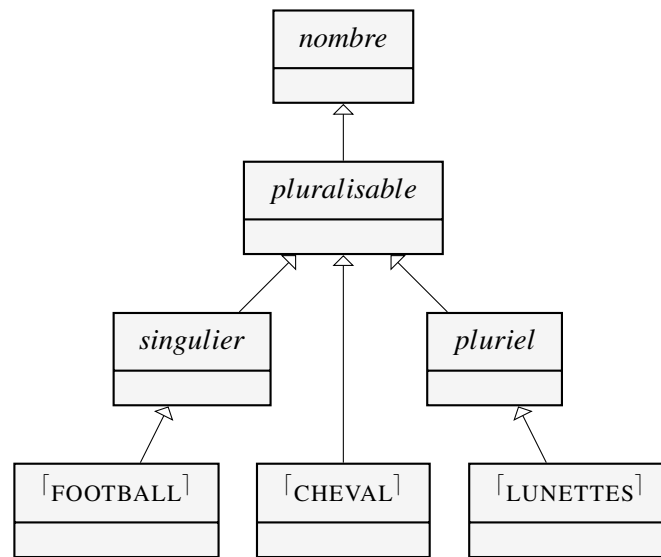 nombre
pluralisable
singulier
pluriel
⌜FOOTBALL⌝
⌜CHEVAL⌝
⌜LUNETTES⌝